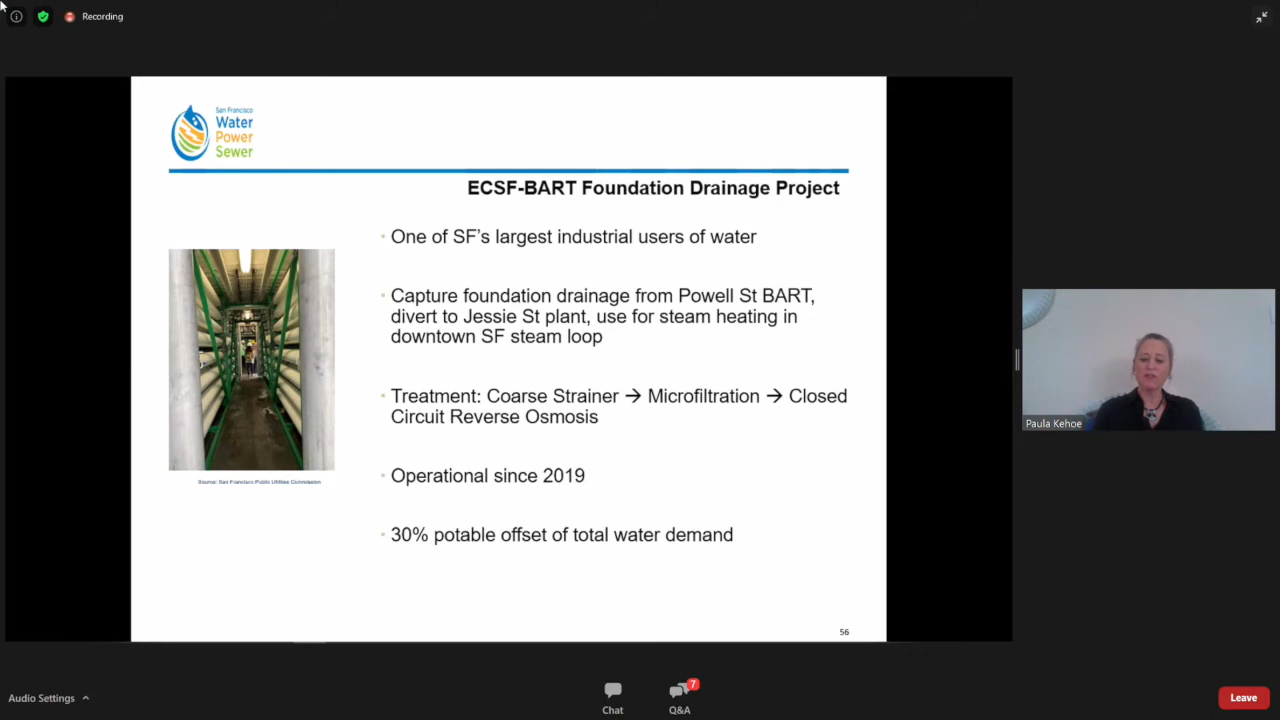 Recording
San Francisco
Water
Power
Sewer
ECSF-BART Foundation Drainage Project
• One of SF's largest industrial users of water
• Capture foundation drainage from Powell St BART,
divert to Jessie St plant, use for steam heating in
downtown SF steam loop
• Treatment: Coarse Strainer → Microfiltration → Closed
Circuit Reverse Osmosis
• Operational since 2019
• 30% potable offset of total water demand
Source: San Francisco Public Utilities Commission
56
Paula Kehoe
Audio Settings
Chat
7
Q&A
Leave